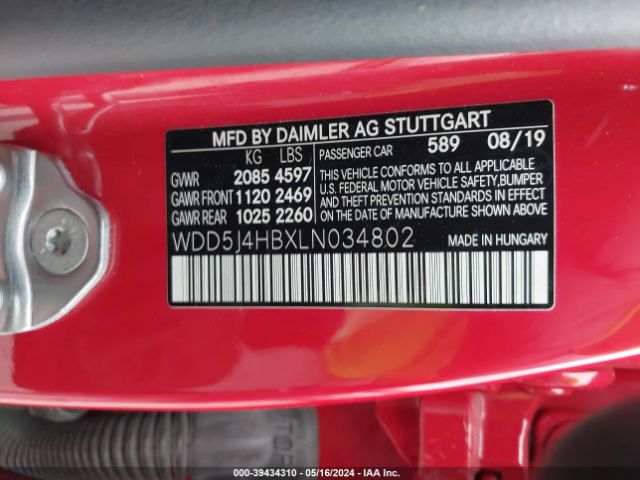 MFD BY DAIMLER AG STUTTGART
KG LBS
GVWR 2085 4597
GAWR FRONT 1120 2469
GAWR REAR 1025 2260
PASSENGER CAR 589 08/19
THIS VEHICLE CONFORMS TO ALL APPLICABLE
U.S. FEDERAL MOTOR VEHICLE SAFETY, BUMPER
AND THEFT PREVENTION STANDARDS IN EFFECT
ON THE DATE OF MANUFACTURE SHOWN ABOVE.
WDD5J4HBXLN034802 MADE IN HUNGARY
TOP
000-39434310 - 05/16/2024 - IAA Inc.